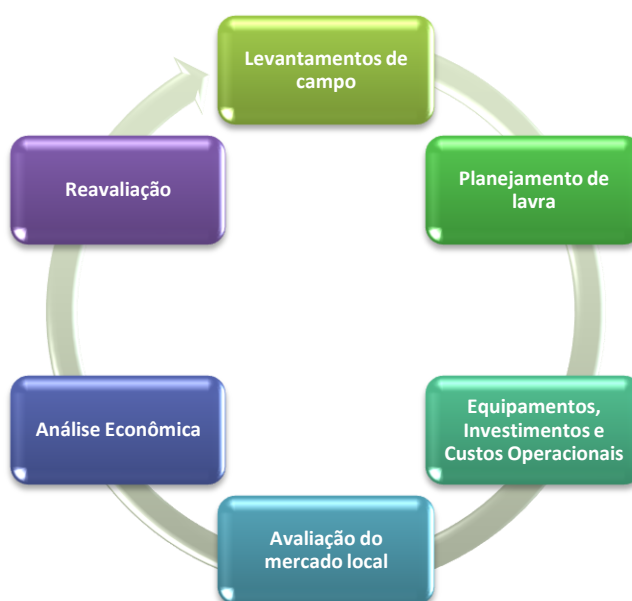 Levantamentos de
campo
Planejamento de
lavra
Equipamentos,
Investimentos e
Custos Operacionais
Avaliação do
mercado local
Análise Econômica
Reavaliação